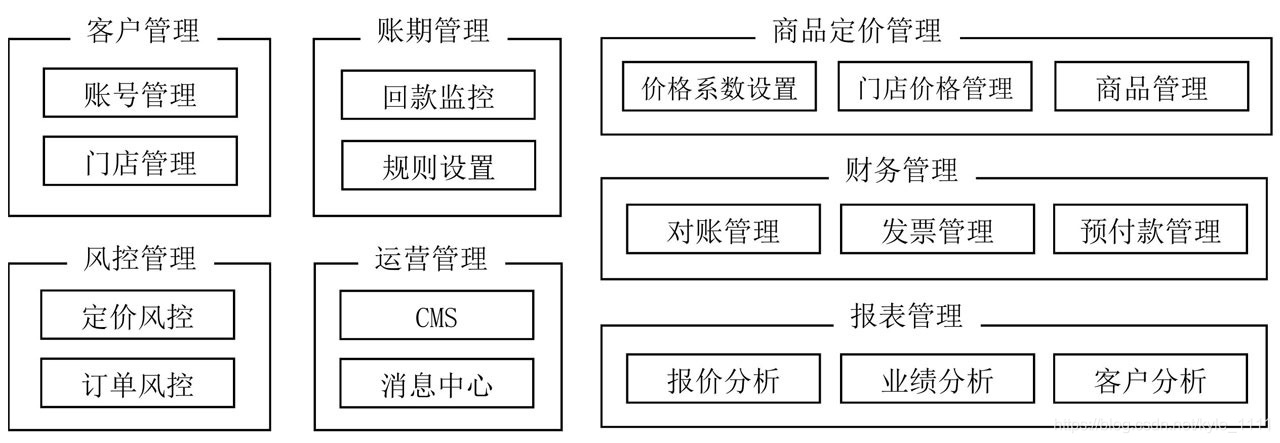 客户管理
账号管理
门店管理
账期管理
回款监控
规则设置
商品定价管理
价格系数设置
门店价格管理
商品管理
财务管理
对账管理
发票管理
预付款管理
风控管理
定价风控
订单风控
运营管理
CMS
消息中心
报表管理
报价分析
业绩分析
客户分析